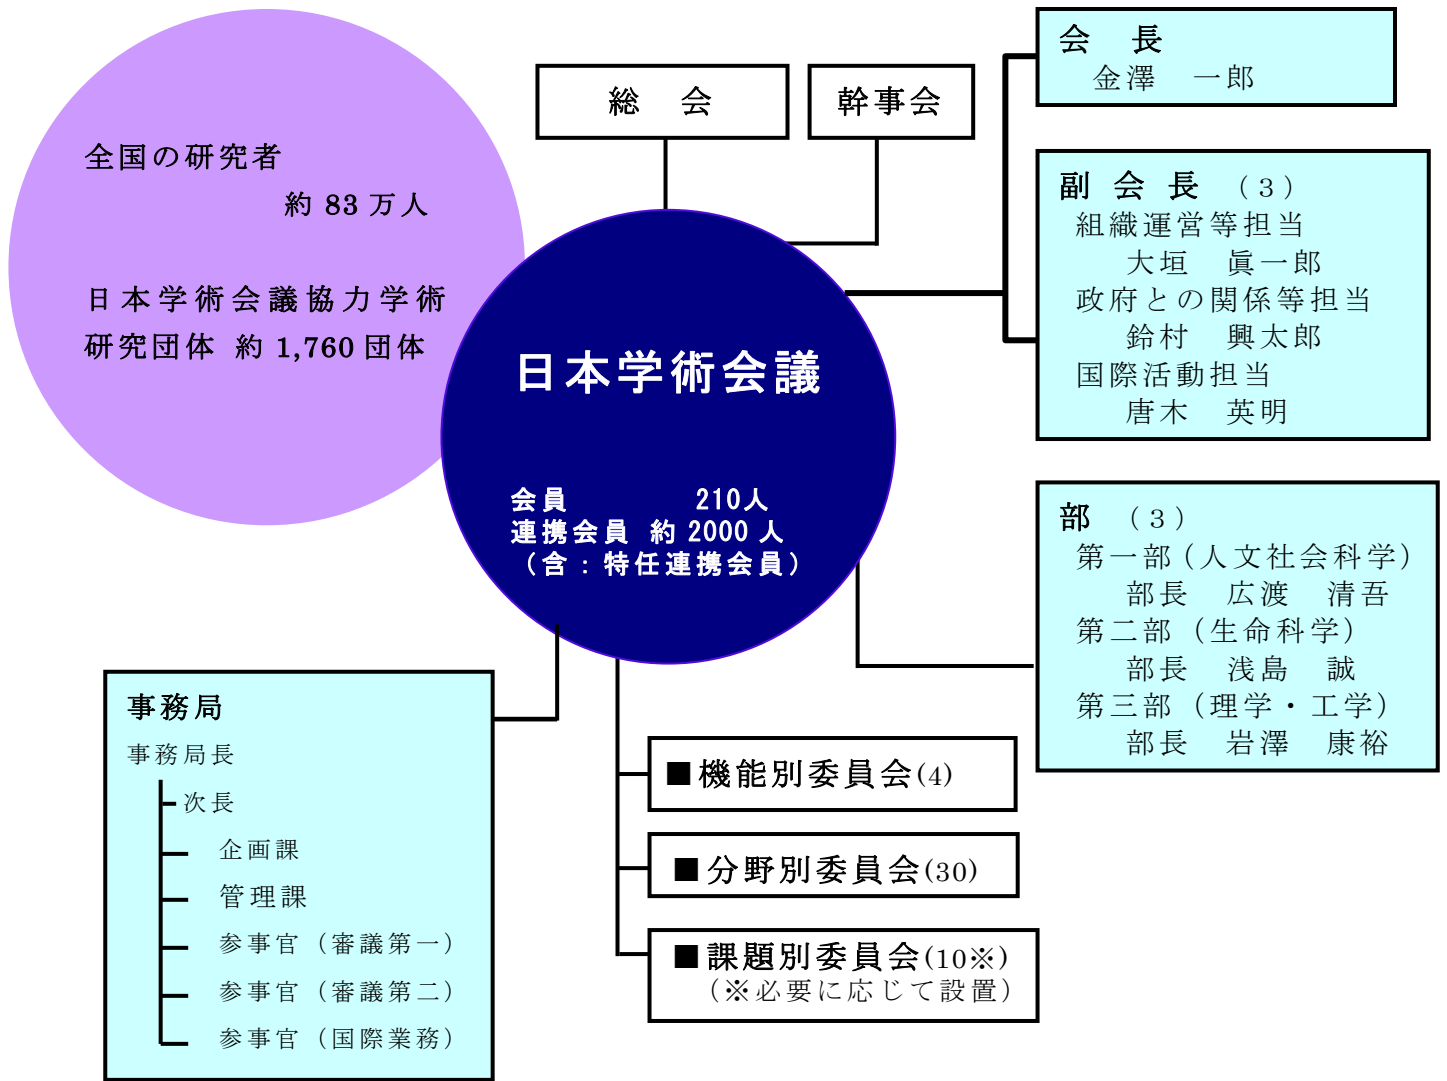 全国の研究者
約 83 万人
日本学術会議協力学術
研究団体 約 1,760 団体
総 会
幹事会
日本学術会議
会員 210人
連携会員 約 2000 人
（含：特任連携会員）
会 長
金澤 一郎
副 会 長 （３）
組織運営等担当
大垣 眞一郎
政府との関係等担当
鈴村 興太郎
国際活動担当
唐木 英明
部 （３）
第一部（人文社会科学）
部長 広渡 清吾
第二部（生命科学）
部長 浅島 誠
第三部（理学・工学）
部長 岩澤 康裕
事務局
事務局長
次長
企画課
管理課
参事官（審議第一）
参事官（審議第二）
参事官（国際業務）
■機能別委員会(4)
■分野別委員会(30)
■課題別委員会(10※)
（※必要に応じて設置）